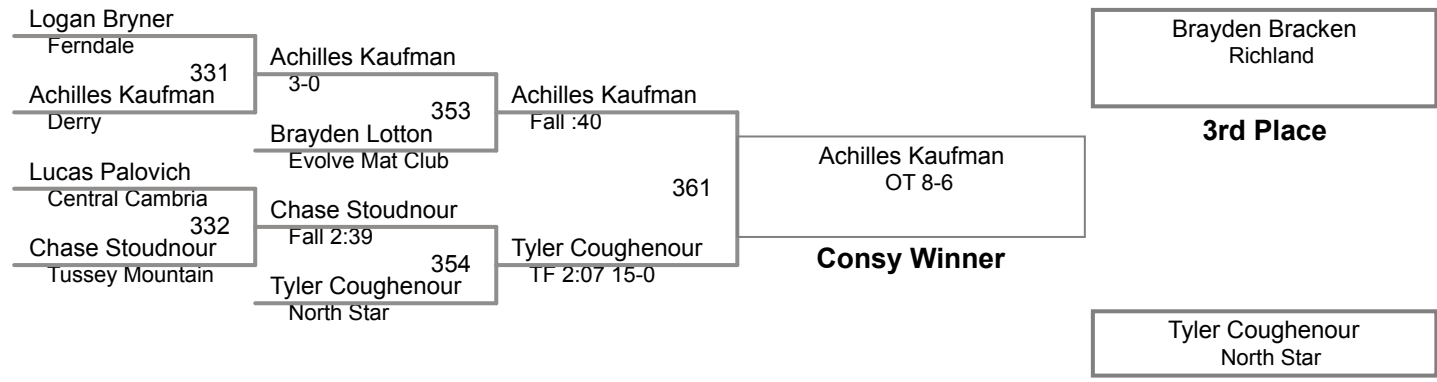 Logan Bryner
Ferndale
331
Achilles Kaufman
Derry
Lucas Palovich
Central Cambria
332
Chase Stoudnour
Tussey Mountain
Achilles Kaufman
3-0
353
Brayden Lotton
Evolve Mat Club
Chase Stoudnour
Fall 2:39
354
Tyler Coughenour
North Star
Achilles Kaufman
Fall :40
361
Tyler Coughenour
TF 2:07 15-0
Achilles Kaufman
OT 8-6
Consy Winner
Brayden Bracken
Richland
3rd Place
Tyler Coughenour
North Star